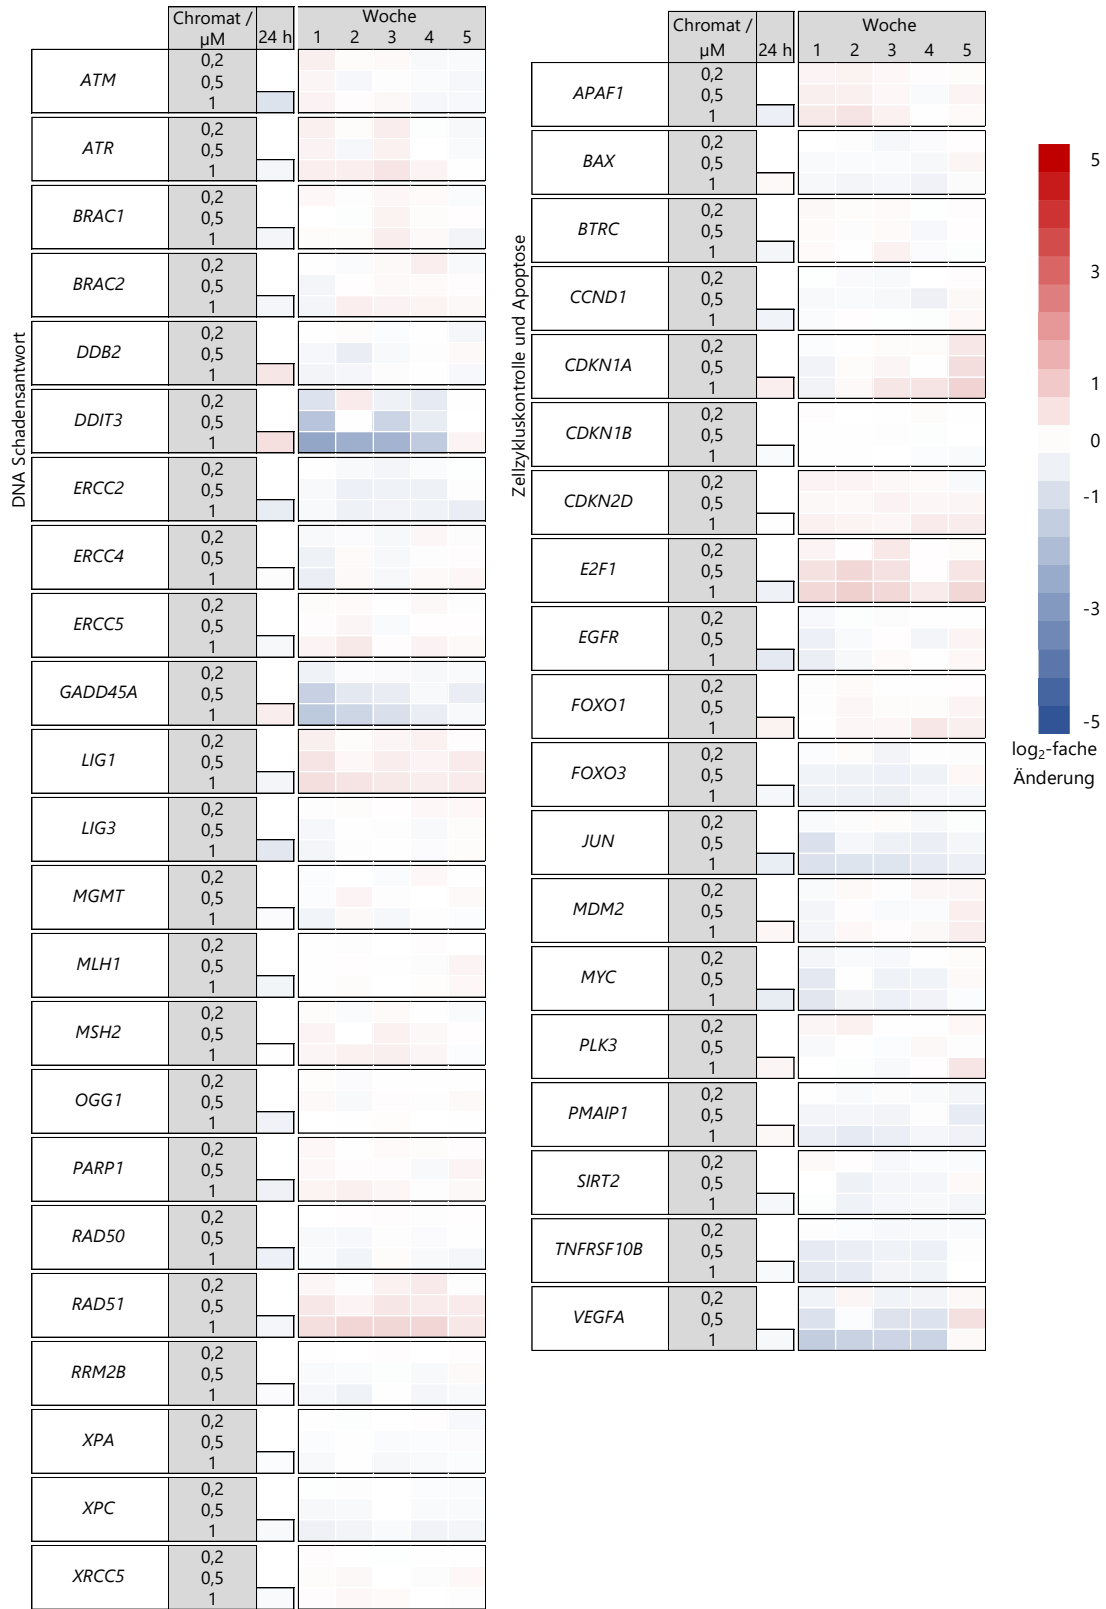 Chromat / µM 24 h Woche 1 2 3 4 5
DNA Schadensantwort
ATM 0,2 0,5 1
ATR 0,2 0,5 1
BRAC1 0,2 0,5 1
BRAC2 0,2 0,5 1
DDB2 0,2 0,5 1
DDIT3 0,2 0,5 1
ERCC2 0,2 0,5 1
ERCC4 0,2 0,5 1
ERCC5 0,2 0,5 1
GADD45A 0,2 0,5 1
LIG1 0,2 0,5 1
LIG3 0,2 0,5 1
MGMT 0,2 0,5 1
MLH1 0,2 0,5 1
MSH2 0,2 0,5 1
OGG1 0,2 0,5 1
PARP1 0,2 0,5 1
RAD50 0,2 0,5 1
RAD51 0,2 0,5 1
RRM2B 0,2 0,5 1
XPA 0,2 0,5 1
XPC 0,2 0,5 1
XRCC5 0,2 0,5 1
Chromat / µM 24 h Woche 1 2 3 4 5
Zellzykluskontrolle und Apoptose
APAF1 0,2 0,5 1
BAX 0,2 0,5 1
BTRC 0,2 0,5 1
CCND1 0,2 0,5 1
CDKN1A 0,2 0,5 1
CDKN1B 0,2 0,5 1
CDKN2D 0,2 0,5 1
E2F1 0,2 0,5 1
EGFR 0,2 0,5 1
FOXO1 0,2 0,5 1
FOXO3 0,2 0,5 1
JUN 0,2 0,5 1
MDM2 0,2 0,5 1
MYC 0,2 0,5 1
PLK3 0,2 0,5 1
PMAIP1 0,2 0,5 1
SIRT2 0,2 0,5 1
TNFRSF10B 0,2 0,5 1
VEGFA 0,2 0,5 1
5
3
1
0
-1
-3
-5
log₂-fache
Änderung